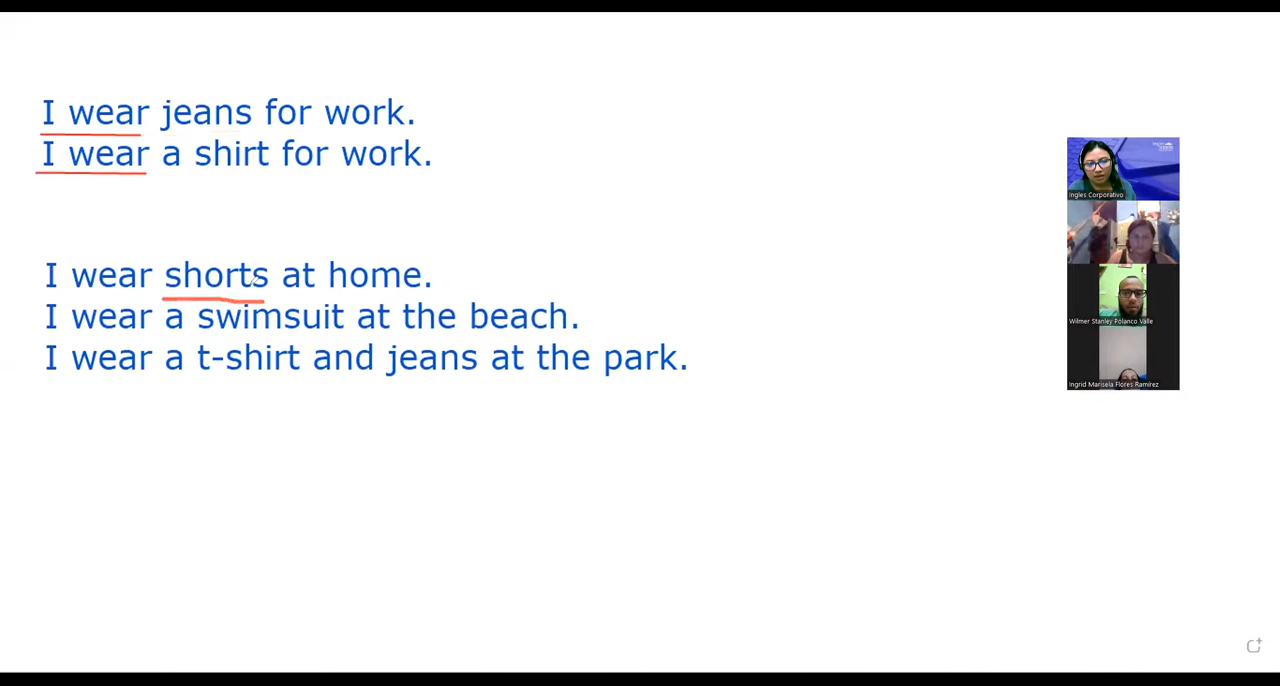 I wear jeans for work.
I wear a shirt for work.
I wear shorts at home.
I wear a swimsuit at the beach.
I wear a t-shirt and jeans at the park.
Ingles Corporativo
Wilmer Stanley Polanco Valle
Ingrid Marisela Flores Ramírez